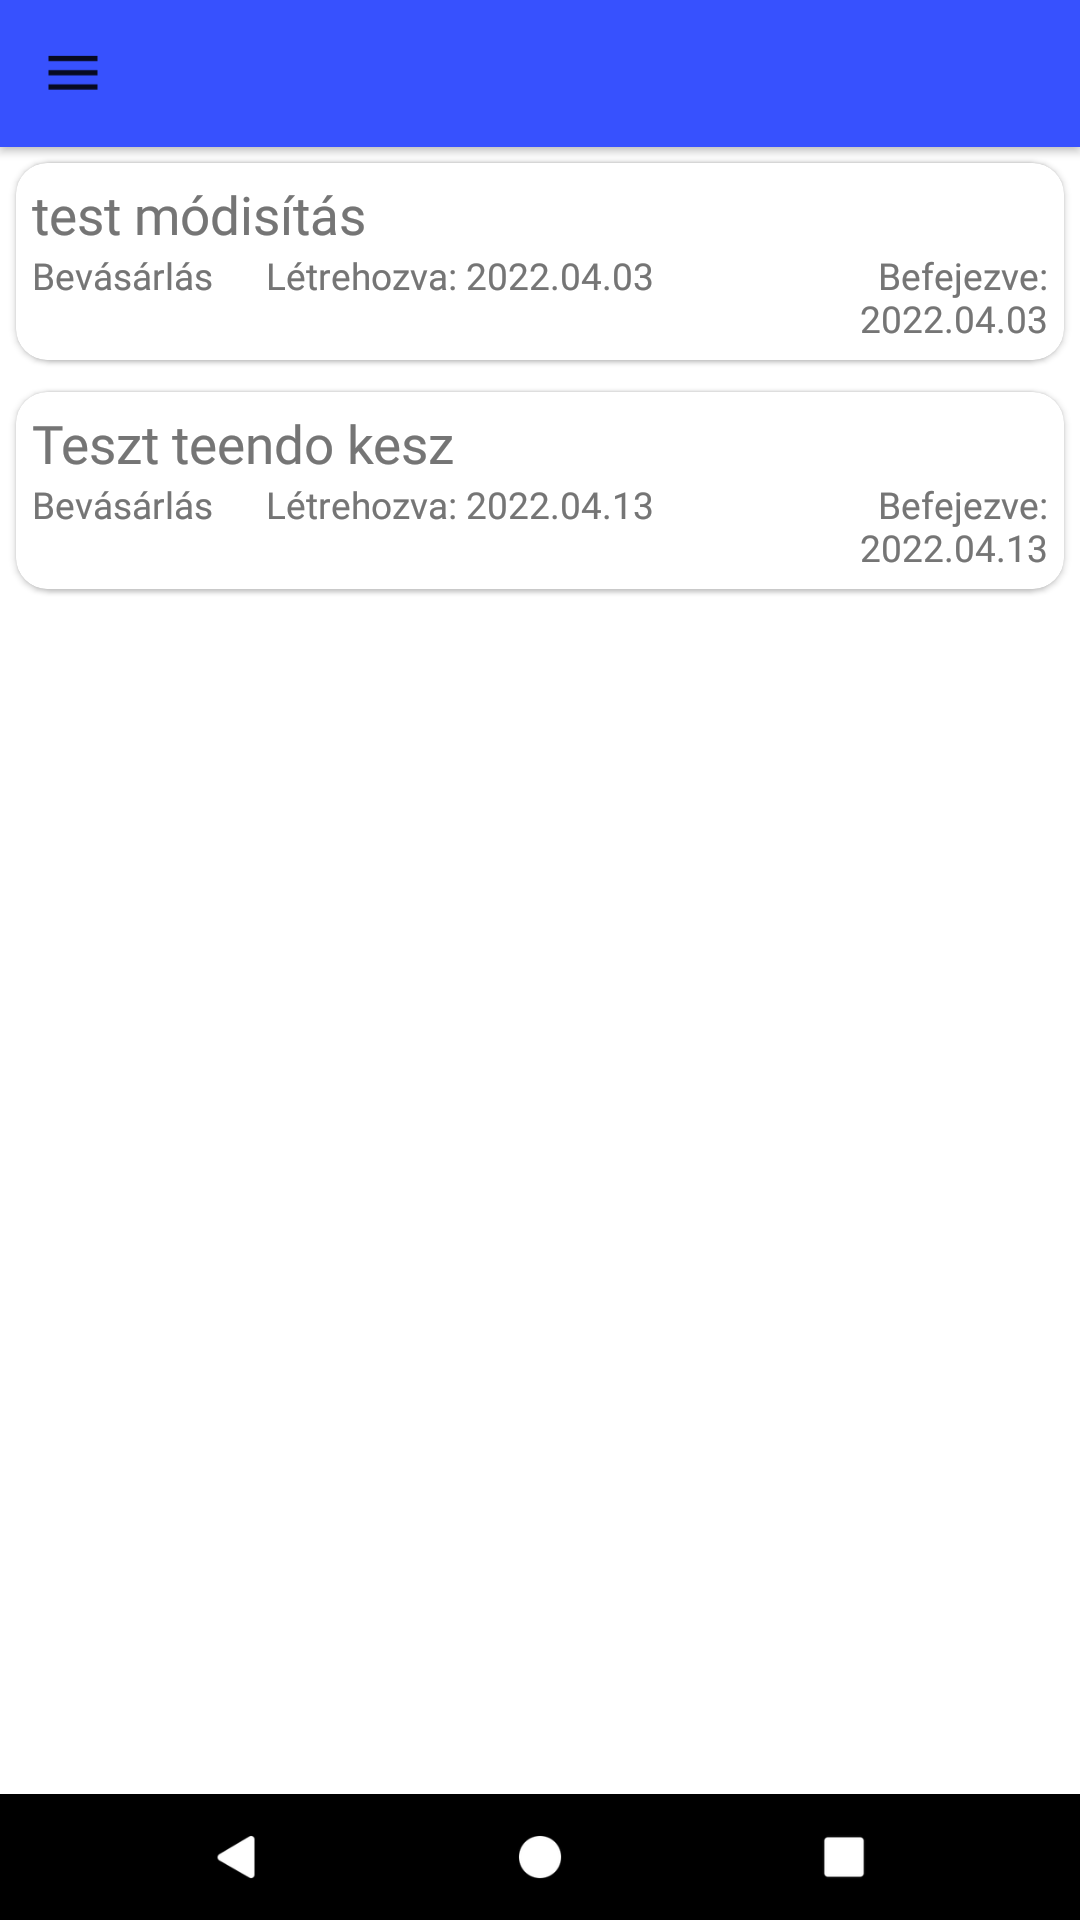 test módisítás
Bevásárlás Létrehozva: 2022.04.03 Befejezve:
2022.04.03
Teszt teendo kesz
Bevásárlás Létrehozva: 2022.04.13 Befejezve:
2022.04.13